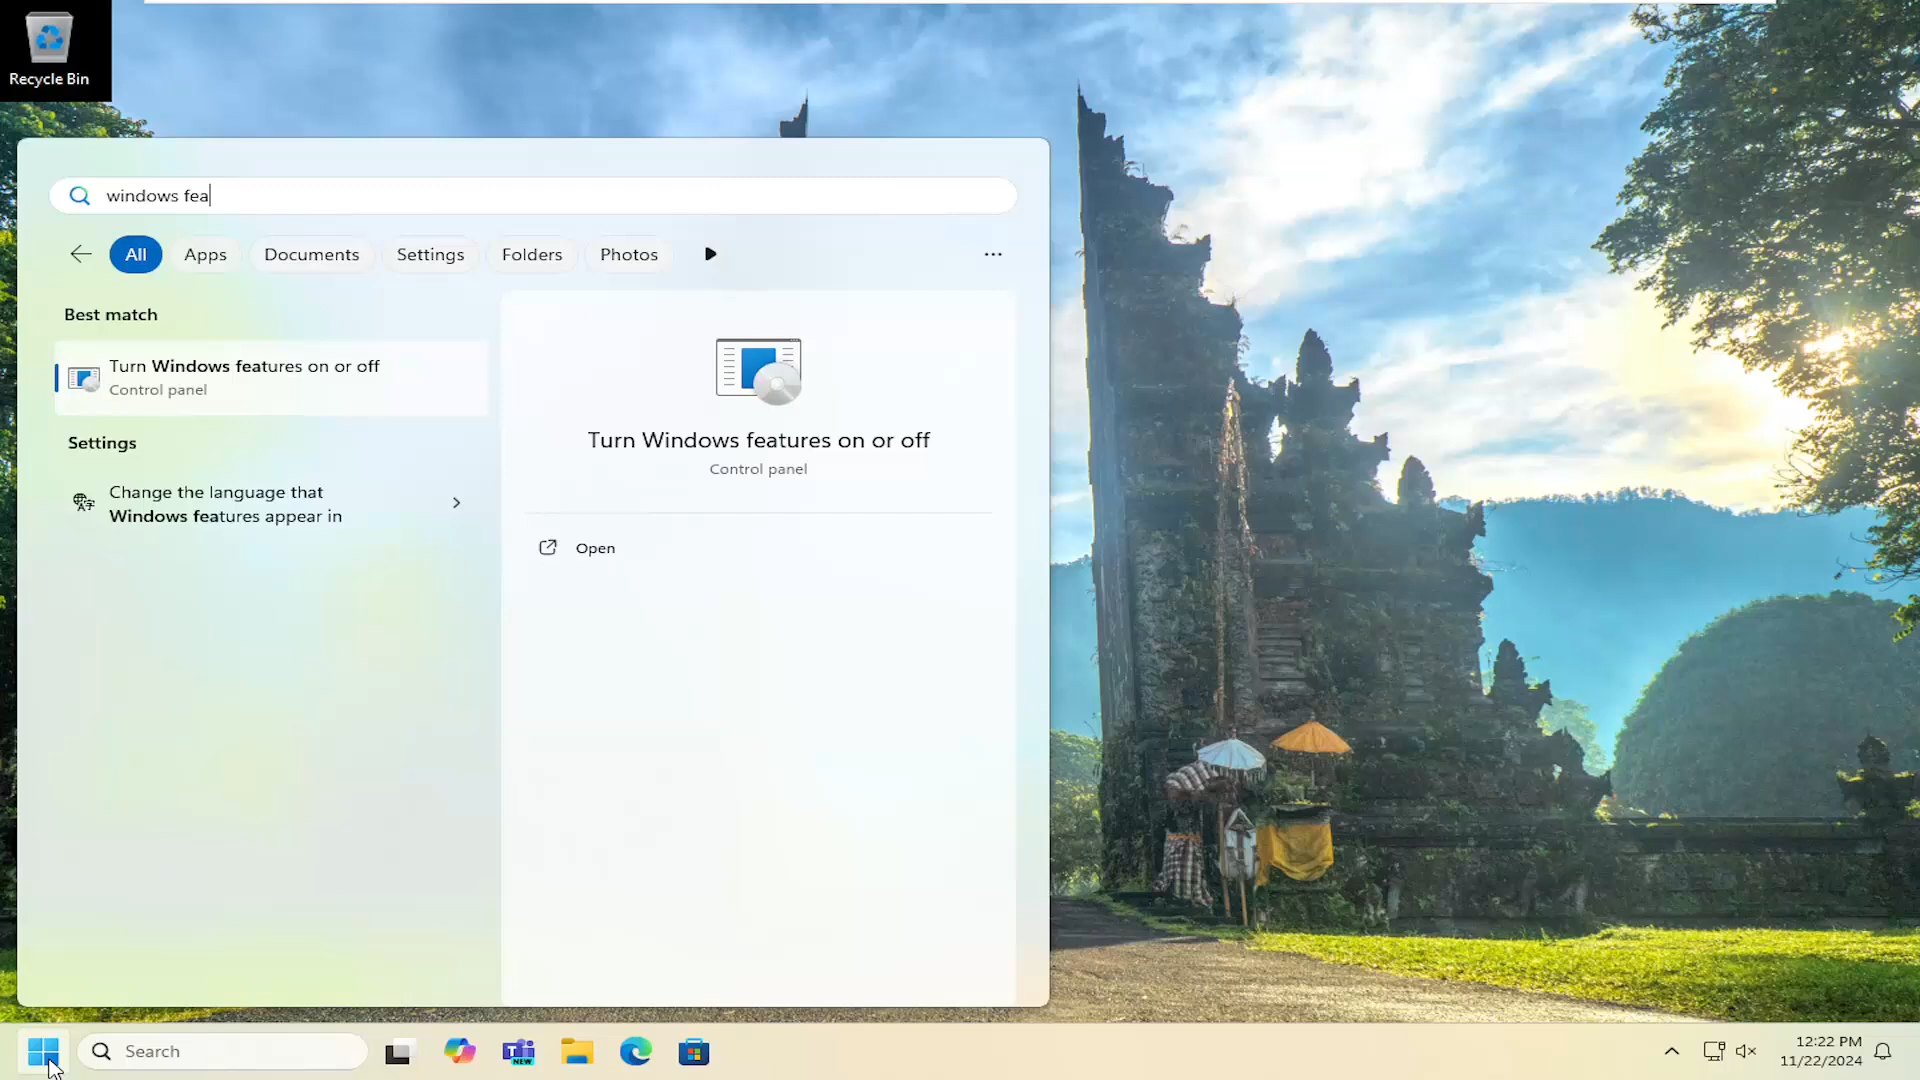 Recycle Bin
windows fea
All
Apps
Documents
Settings
Folders
Photos
Best match
Turn Windows features on or off
Control panel
Settings
Change the language that
Windows features appear in
Turn Windows features on or off
Control panel
Open
Search
NEW
12:22 PM
11/22/2024